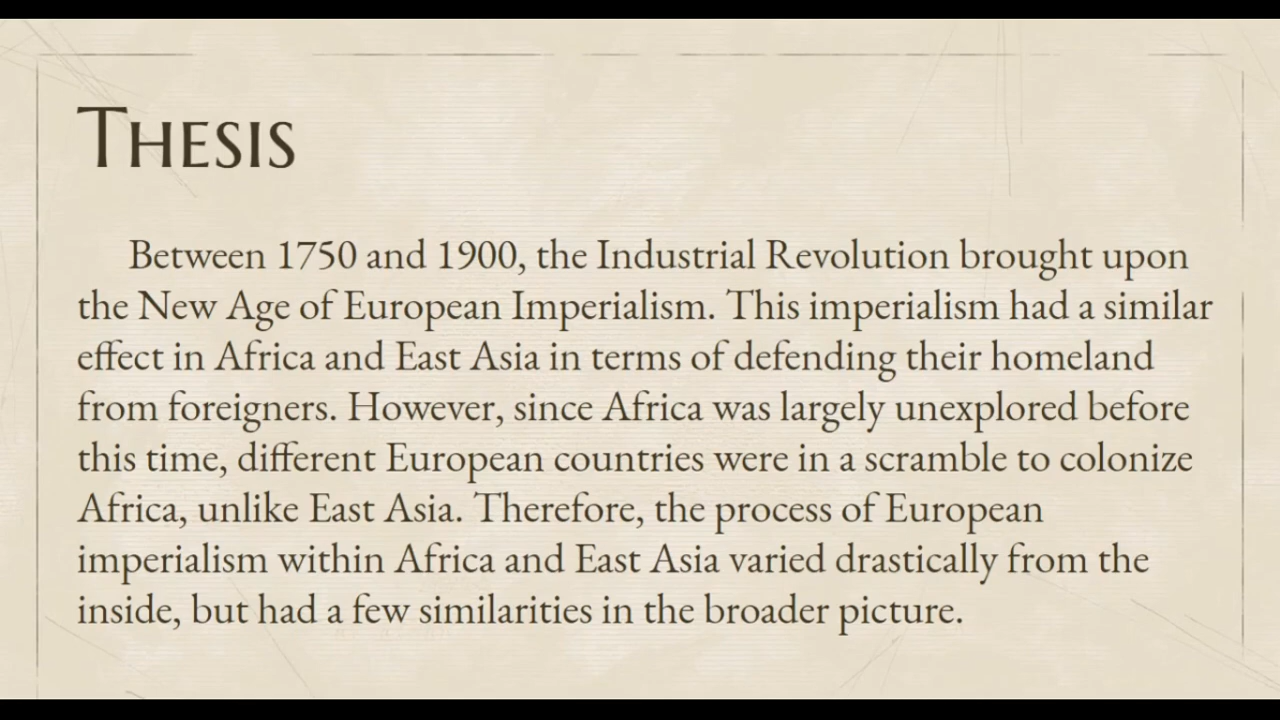 Thesis
Between 1750 and 1900, the Industrial Revolution brought upon
the New Age of European Imperialism. This imperialism had a similar
effect in Africa and East Asia in terms of defending their homeland
from foreigners. However, since Africa was largely unexplored before
this time, different European countries were in a scramble to colonize
Africa, unlike East Asia. Therefore, the process of European
imperialism within Africa and East Asia varied drastically from the
inside, but had a few similarities in the broader picture.